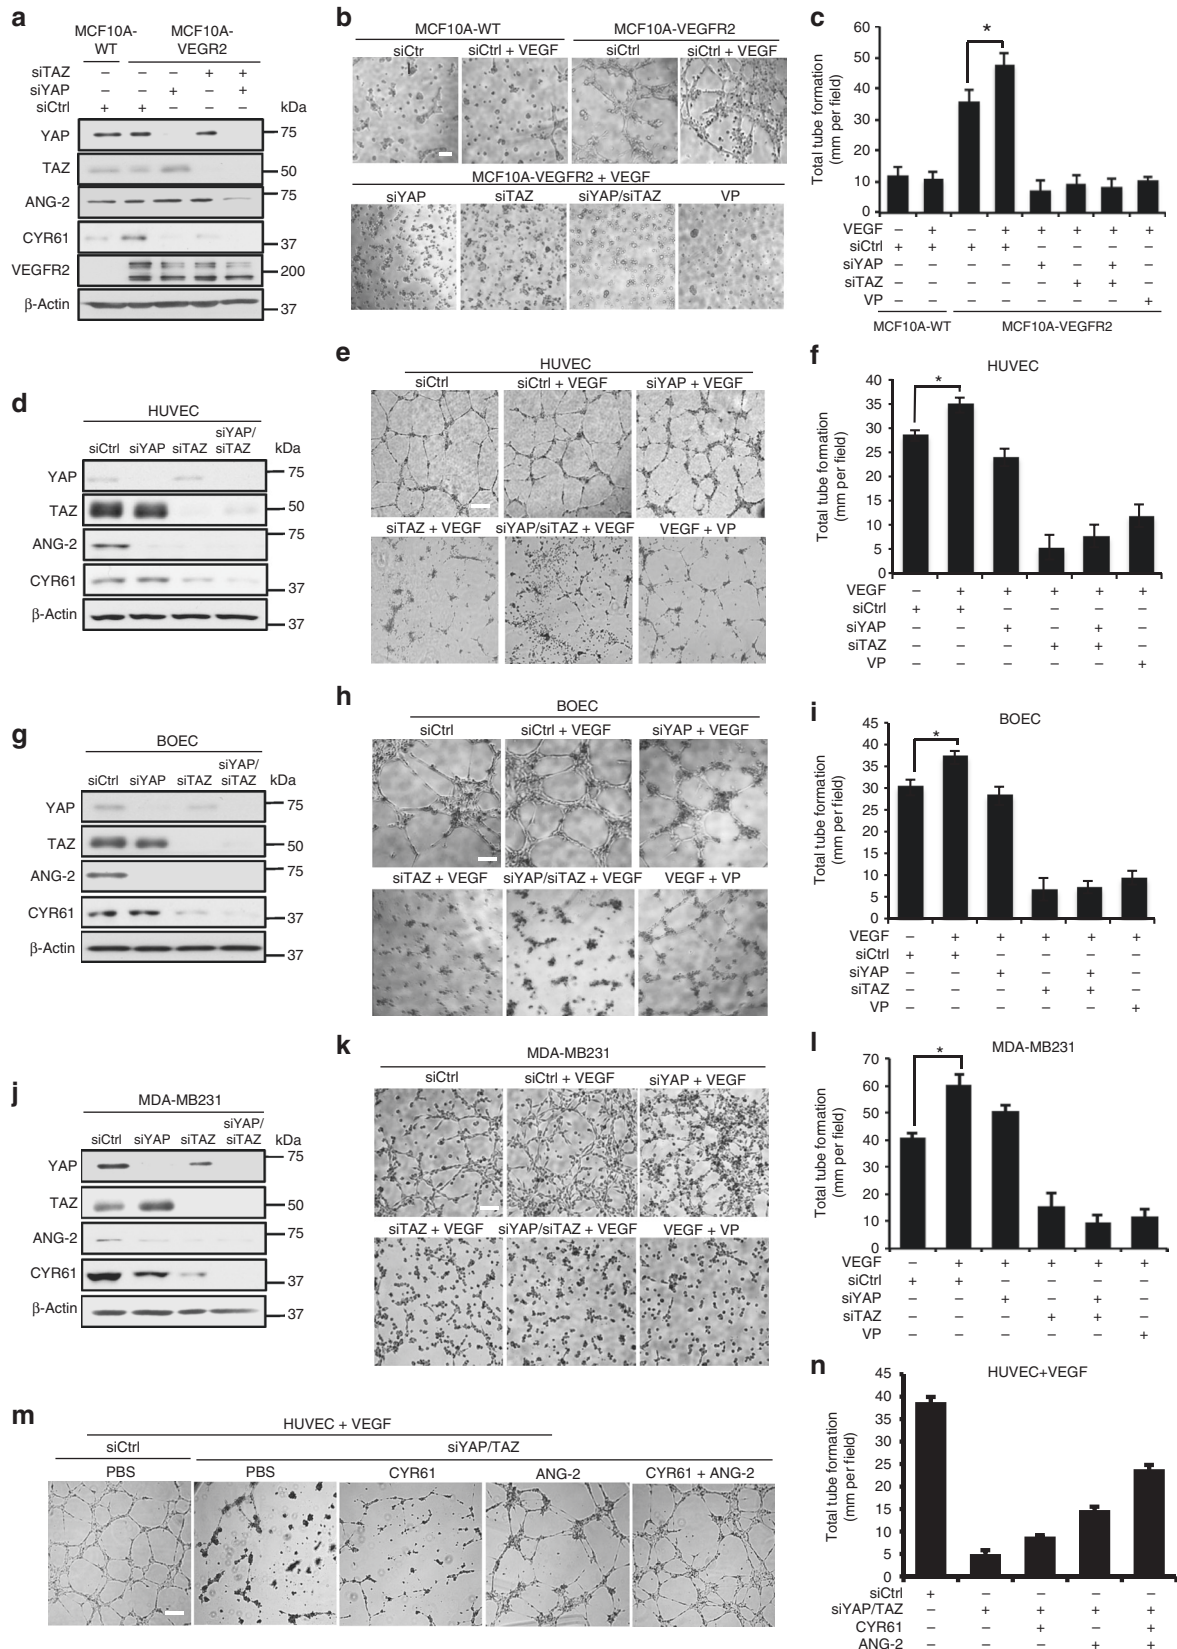 a
MCF10A-WT
MCF10A-VEGR2
siTAZ – – – + +
siYAP – – + – +
siCtrl + + – – –
kDa
YAP 75
TAZ 50
ANG-2 75
CYR61 37
VEGFR2 200
β-Actin 37
b
MCF10A-WT MCF10A-VEGFR2
siCtr siCtrl + VEGF siCtrl siCtrl + VEGF
MCF10A-VEGFR2 + VEGF
siYAP siTAZ siYAP/siTAZ VP
c
Total tube formation
(mm per field)
60
50
40
30
20
10
0
*
VEGF – + – + + + + +
siCtrl + + + + – – – –
siYAP – – – – + – + –
siTAZ – – – – – + + –
VP – – – – – – – +
MCF10A-WT MCF10A-VEGFR2
d
HUVEC
siCtrl siYAP siTAZ siYAP/siTAZ kDa
YAP 75
TAZ 50
ANG-2 75
CYR61 37
β-Actin 37
e
HUVEC
siCtrl siCtrl + VEGF siYAP + VEGF
siTAZ + VEGF siYAP/siTAZ + VEGF VEGF + VP
f
HUVEC
Total tube formation
(mm per field)
40
35
30
25
20
15
10
5
0
*
VEGF – + + + + +
siCtrl + + – – – –
siYAP – – + – + –
siTAZ – – – + + –
VP – – – – – +
g
BOEC
siCtrl siYAP siTAZ siYAP/siTAZ kDa
YAP 75
TAZ 50
ANG-2 75
CYR61 37
β-Actin 37
h
BOEC
siCtrl siCtrl + VEGF siYAP + VEGF
siTAZ + VEGF siYAP/siTAZ + VEGF VEGF + VP
i
BOEC
Total tube formation
(mm per field)
45
40
35
30
25
20
15
10
5
0
*
VEGF – + + + + +
siCtrl + + – – – –
siYAP – – + – + –
siTAZ – – – + + –
VP – – – – – +
j
MDA-MB231
siCtrl siYAP siTAZ siYAP/siTAZ kDa
YAP 75
TAZ 50
ANG-2 75
CYR61 37
β-Actin 37
k
MDA-MB231
siCtrl siCtrl + VEGF siYAP + VEGF
siTAZ + VEGF siYAP/siTAZ + VEGF VEGF + VP
l
MDA-MB231
Total tube formation
(mm per field)
70
60
50
40
30
20
10
0
*
VEGF – + + + + +
siCtrl + + – – – –
siYAP – – + – + –
siTAZ – – – + + –
VP – – – – – +
m
HUVEC + VEGF
siCtrl siYAP/TAZ
PBS PBS CYR61 ANG-2 CYR61 + ANG-2
n
HUVEC+VEGF
Total tube formation
(mm per field)
45
40
35
30
25
20
15
10
5
0
siCtrl + – – – –
siYAP/TAZ – + + + +
CYR61 – – + – +
ANG-2 – – – + +